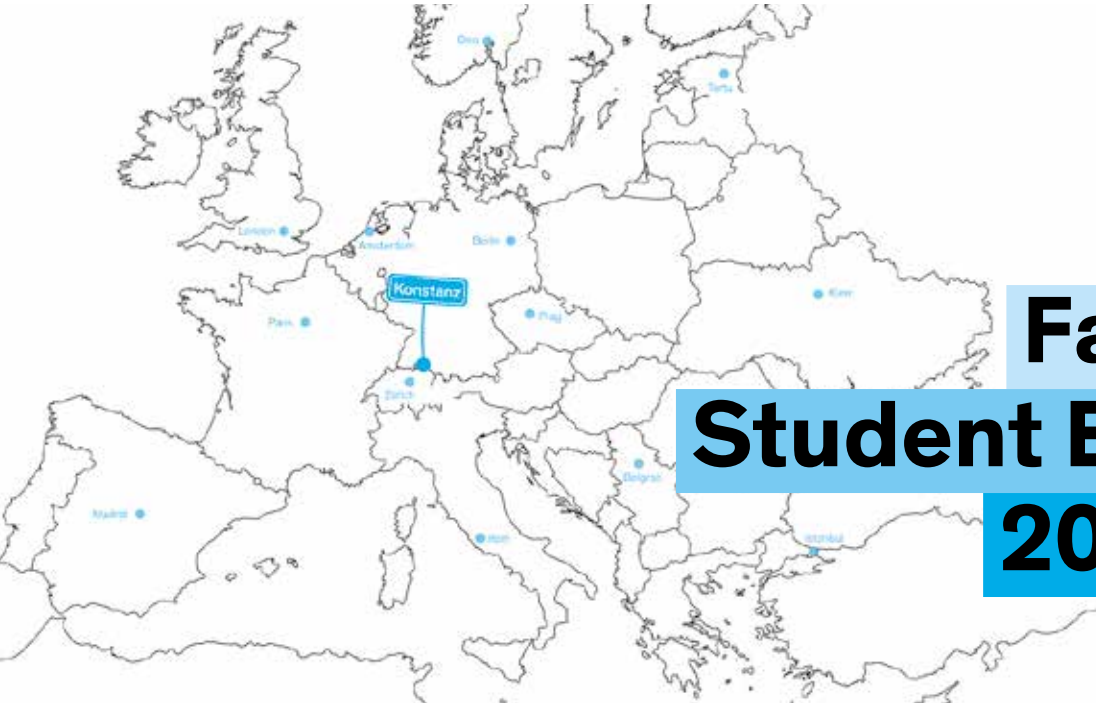 Oslo
Tartu
London
Amsterdam
Berlin
Konstanz
Kiew
Paris
Prag
Zürich
Fa
Student E
Belgrad
Madrid
20
Rom
Istanbul